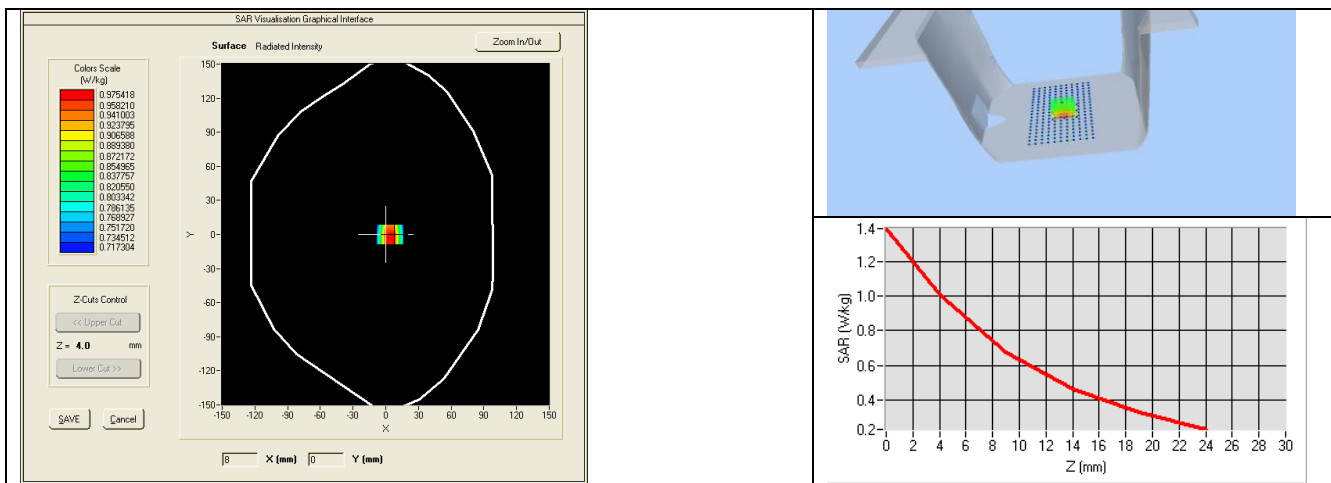 SAR Visualisation Graphical Interface
Surface Radiated Intensity
Zoom In/Out
Colors Scale
(W/kg)
0.975418
0.958210
0.941003
0.923795
0.906588
0.889380
0.872172
0.854965
0.837757
0.820550
0.803342
0.786135
0.768927
0.751720
0.734512
0.717304
Z-Cuts Control
<< Upper Cut
Z = 4.0 mm
Lower Cut >>
SAVE Cancel
150-
120-
90-
60-
30-
0-
-30-
-60-
-90-
-120-
-150-
Y
-150 -120 -90 -60 -30 0 30 60 90 120 150
X
8 X (mm) 0 Y (mm)
1.4-
1.2-
1.0-
0.8-
0.6-
0.4-
0.2-
SAR (W/kg)
0 2 4 6 8 10 12 14 16 18 20 22 24 26 28 30
Z (mm)